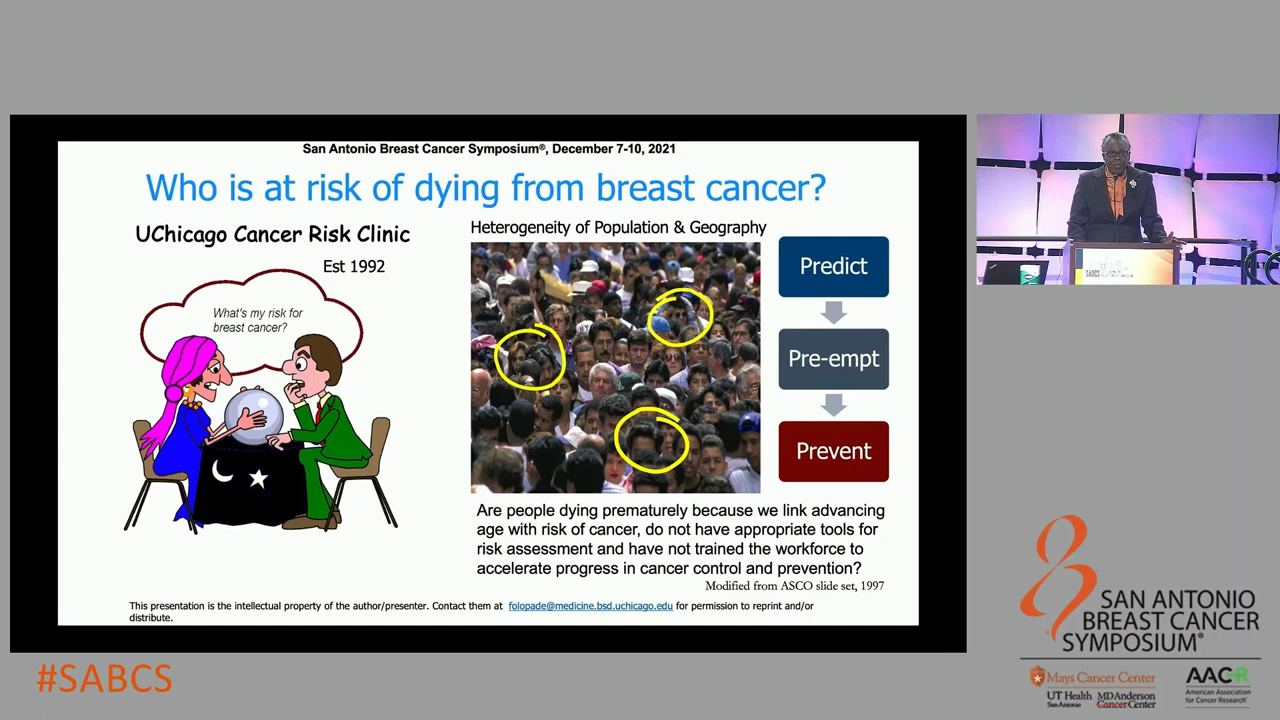 San Antonio Breast Cancer Symposium®, December 7-10, 2021
Who is at risk of dying from breast cancer?
UChicago Cancer Risk Clinic
Est 1992
What's my risk for
breast cancer?
Heterogeneity of Population & Geography
Predict
Pre-empt
Prevent
Are people dying prematurely because we link advancing
age with risk of cancer, do not have appropriate tools for
risk assessment and have not trained the workforce to
accelerate progress in cancer control and prevention?
Modified from ASCO slide set, 1997
This presentation is the intellectual property of the author/presenter. Contact them at folopade@medicine.bsd.uchicago.edu for permission to reprint and/or
distribute.
#SABCS
SABCS
SAN ANTONIO
BREAST CANCER
SYMPOSIUM®
Mays Cancer Center
UT Health
San Antonio
MD Anderson
Cancer Center
AACR
American Association
for Cancer Research®